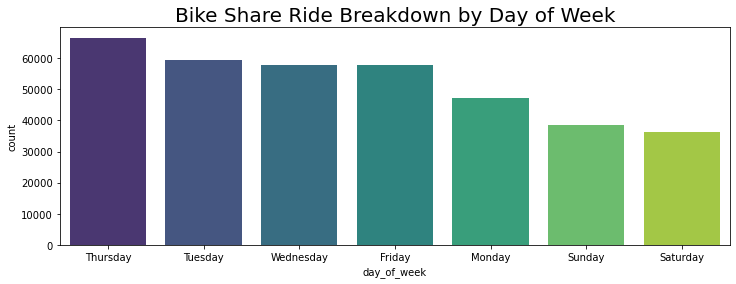 Bike Share Ride Breakdown by Day of Week
count
60000
50000
40000
30000
20000
10000
0
Thursday Tuesday Wednesday Friday Monday Sunday Saturday
day_of_week